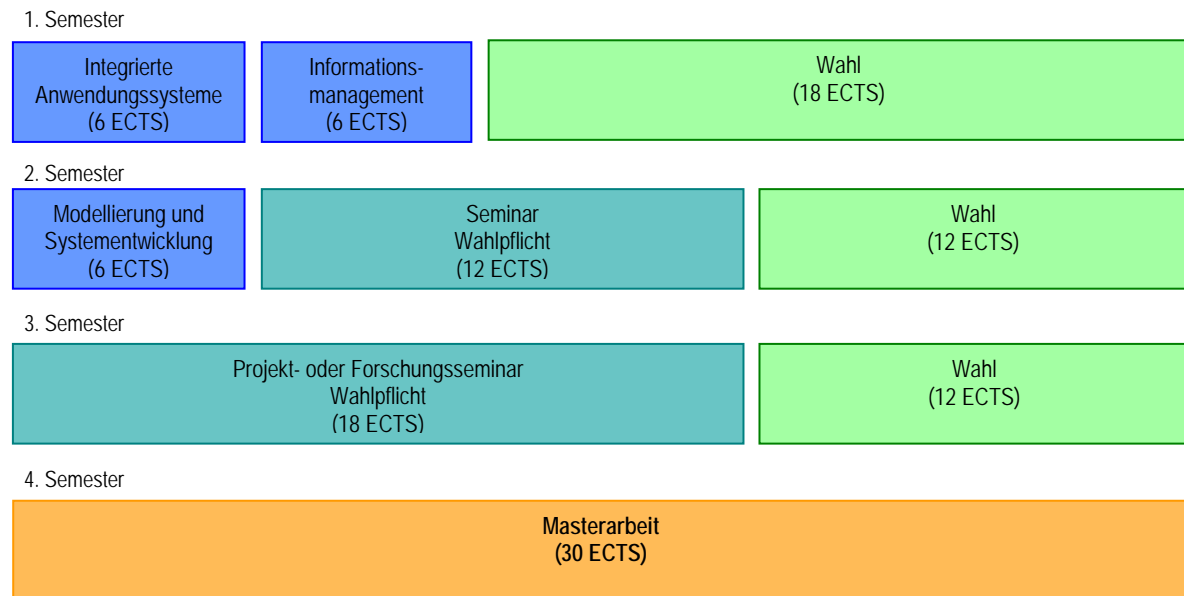 1. Semester
Integrierte
Anwendungssysteme
(6 ECTS)
Informations-
management
(6 ECTS)
Wahl
(18 ECTS)
2. Semester
Modellierung und
Systementwicklung
(6 ECTS)
Seminar
Wahlpflicht
(12 ECTS)
Wahl
(12 ECTS)
3. Semester
Projekt- oder Forschungsseminar
Wahlpflicht
(18 ECTS)
Wahl
(12 ECTS)
4. Semester
Masterarbeit
(30 ECTS)